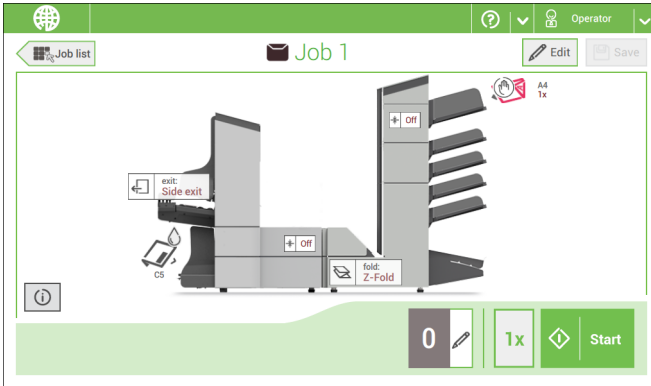 Operator
Job list
Job 1
Edit
Save
A4
1x
Off
exit:
Side exit
Off
C5
fold:
Z-Fold
0
1x
Start